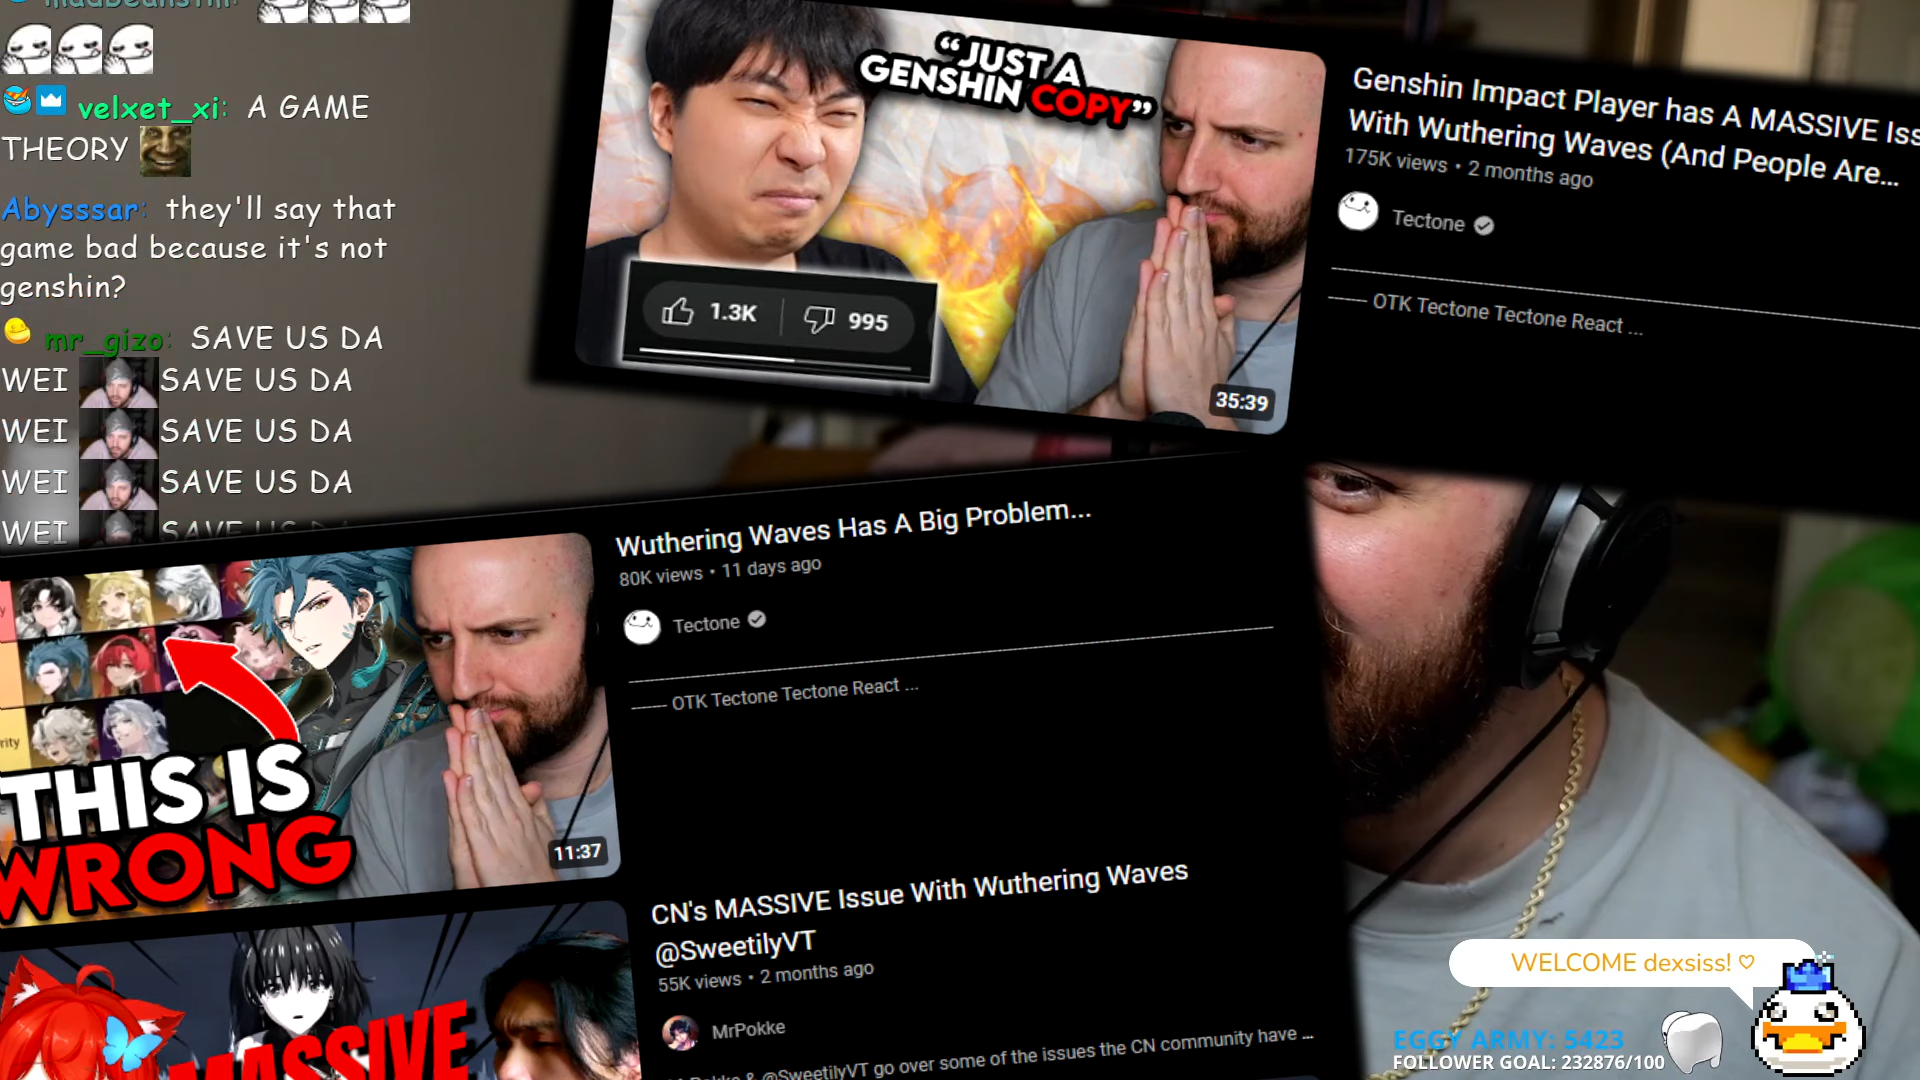 velxet_xi: A GAME
THEORY
Abysssar: they'll say that
game bad because it's not
genshin?
mr_gizo: SAVE US DA
WEI SAVE US DA
WEI SAVE US DA
WEI SAVE US DA
WEI SAVE US DA
"JUST A
GENSHIN COPY"
1.3K 995
35:39
Genshin Impact Player has A MASSIVE Iss
With Wuthering Waves (And People Are...
175K views • 2 months ago
Tectone
OTK Tectone Tectone React ...
THIS IS
WRONG
11:37
Wuthering Waves Has A Big Problem...
80K views • 11 days ago
Tectone
OTK Tectone Tectone React ...
MASSIVE
CN's MASSIVE Issue With Wuthering Waves
@SweetilyVT
55K views • 2 months ago
MrPokke
& @SweetilyVT go over some of the issues the CN community have ...
WELCOME dexsiss! ♡
EGGY ARMY: 5423
FOLLOWER GOAL: 232876/100